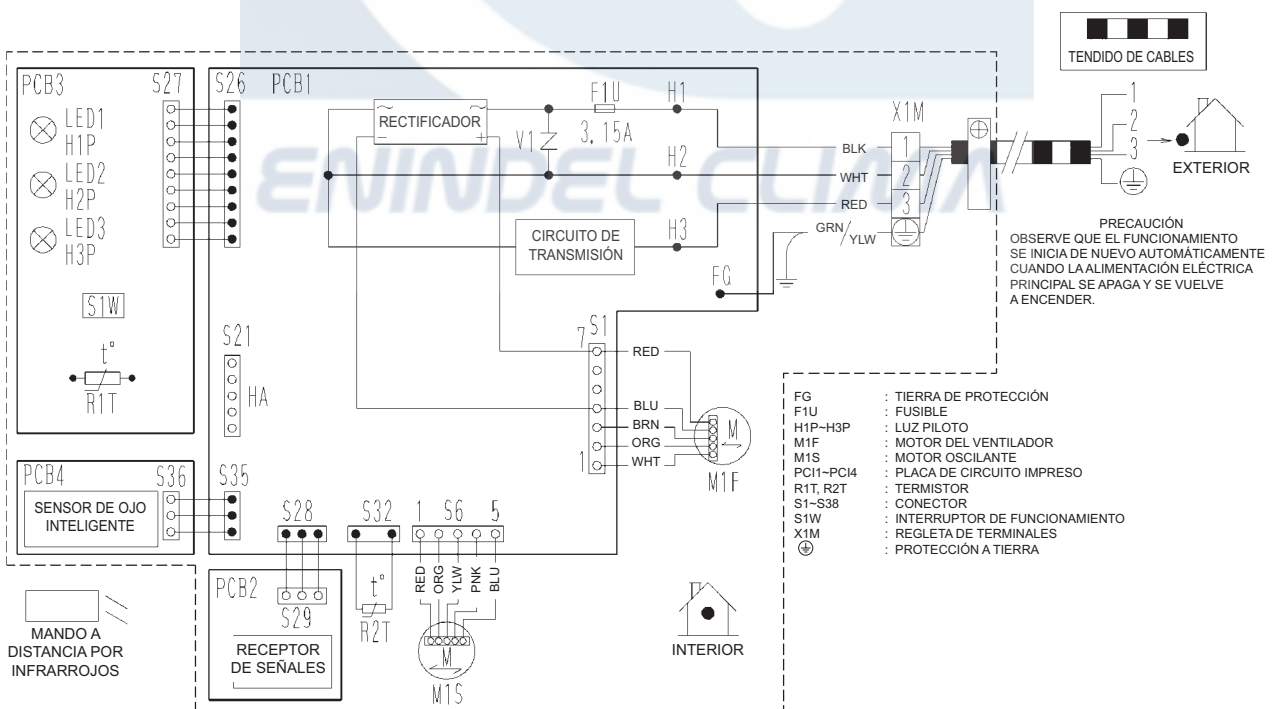 TENDIDO DE CABLES
PCB3
S27
S26
PCB1
LED1
H1P
LED2
H2P
LED3
H3P
S1W
t°
R1T
RECTIFICADOR
~
~
−
+
V1
F1U
3,15A
H1
H2
H3
CIRCUITO DE
TRANSMISIÓN
FG
BLK
WHT
RED
GRN/YLW
X1M
1
2
3
1
2
3
EXTERIOR
PRECAUCIÓN
OBSERVE QUE EL FUNCIONAMIENTO
SE INICIA DE NUEVO AUTOMÁTICAMENTE
CUANDO LA ALIMENTACIÓN ELÉCTRICA
PRINCIPAL SE APAGA Y SE VUELVE
A ENCENDER.
ENINDEL CLIMA
S21
HA
7
S1
1
RED
BLU
BRN
ORG
WHT
M
M1F
PCB4
S36
S35
SENSOR DE OJO
INTELIGENTE
S28
S32
1
S6
5
PCB2
S29
RECEPTOR
DE SEÑALES
t°
R2T
RED
ORG
YLW
PNK
BLU
M
M1S
MANDO A
DISTANCIA POR
INFRARROJOS
INTERIOR
FG : TIERRA DE PROTECCIÓN
F1U : FUSIBLE
H1P~H3P : LUZ PILOTO
M1F : MOTOR DEL VENTILADOR
M1S : MOTOR OSCILANTE
PCI1~PCI4 : PLACA DE CIRCUITO IMPRESO
R1T, R2T : TERMISTOR
S1~S38 : CONECTOR
S1W : INTERRUPTOR DE FUNCIONAMIENTO
X1M : REGLETA DE TERMINALES
: PROTECCIÓN A TIERRA